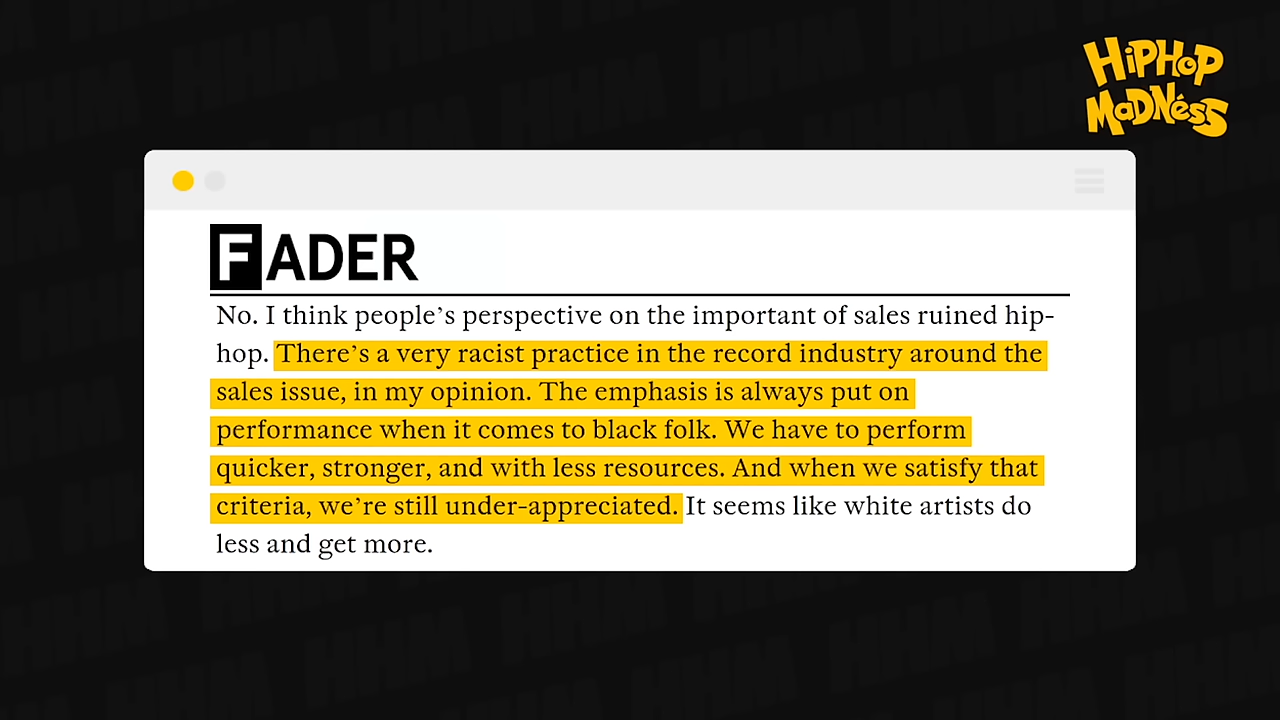 HIPHOP
MADNéSS
FADER
No. I think people’s perspective on the important of sales ruined hip-
hop. There’s a very racist practice in the record industry around the
sales issue, in my opinion. The emphasis is always put on
performance when it comes to black folk. We have to perform
quicker, stronger, and with less resources. And when we satisfy that
criteria, we’re still under-appreciated. It seems like white artists do
less and get more.